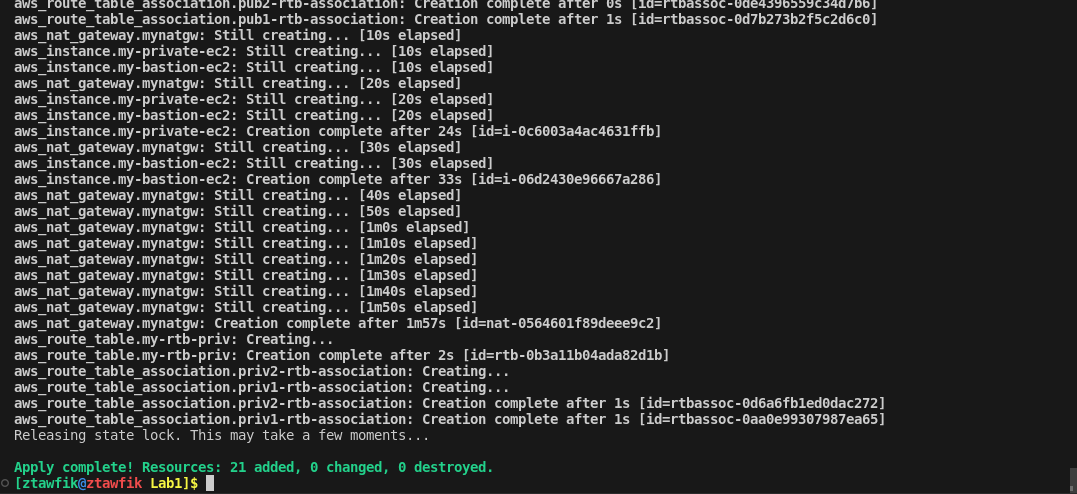 aws_route_table_association.pub2-rtb-association: Creation complete after 0s [id=rtbassoc-0de4396559c34d7b6]
aws_route_table_association.pub1-rtb-association: Creation complete after 1s [id=rtbassoc-0d7b273b2f5c2d6c0]
aws_nat_gateway.mynatgw: Still creating... [10s elapsed]
aws_instance.my-private-ec2: Still creating... [10s elapsed]
aws_instance.my-bastion-ec2: Still creating... [10s elapsed]
aws_nat_gateway.mynatgw: Still creating... [20s elapsed]
aws_instance.my-private-ec2: Still creating... [20s elapsed]
aws_instance.my-bastion-ec2: Still creating... [20s elapsed]
aws_instance.my-private-ec2: Creation complete after 24s [id=i-0c6003a4ac4631ffb]
aws_nat_gateway.mynatgw: Still creating... [30s elapsed]
aws_instance.my-bastion-ec2: Still creating... [30s elapsed]
aws_instance.my-bastion-ec2: Creation complete after 33s [id=i-06d2430e96667a286]
aws_nat_gateway.mynatgw: Still creating... [40s elapsed]
aws_nat_gateway.mynatgw: Still creating... [50s elapsed]
aws_nat_gateway.mynatgw: Still creating... [1m0s elapsed]
aws_nat_gateway.mynatgw: Still creating... [1m10s elapsed]
aws_nat_gateway.mynatgw: Still creating... [1m20s elapsed]
aws_nat_gateway.mynatgw: Still creating... [1m30s elapsed]
aws_nat_gateway.mynatgw: Still creating... [1m40s elapsed]
aws_nat_gateway.mynatgw: Still creating... [1m50s elapsed]
aws_nat_gateway.mynatgw: Creation complete after 1m57s [id=nat-0564601f89deee9c2]
aws_route_table.my-rtb-priv: Creating...
aws_route_table.my-rtb-priv: Creation complete after 2s [id=rtb-0b3a11b04ada82d1b]
aws_route_table_association.priv2-rtb-association: Creating...
aws_route_table_association.priv1-rtb-association: Creating...
aws_route_table_association.priv2-rtb-association: Creation complete after 1s [id=rtbassoc-0d6a6fb1ed0dac272]
aws_route_table_association.priv1-rtb-association: Creation complete after 1s [id=rtbassoc-0aa0e99307987ea65]
Releasing state lock. This may take a few moments...
Apply complete! Resources: 21 added, 0 changed, 0 destroyed.
[ztawfik@ztawfik Lab1]$